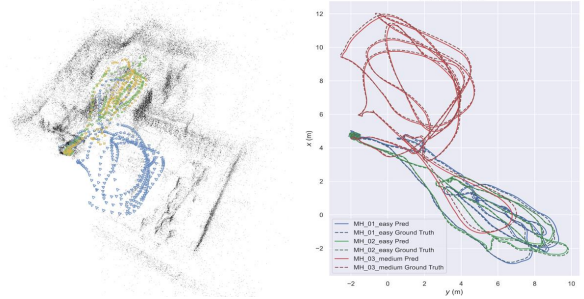 12
10
8
6
4
2
0
−2
x (m)
MH_01_easy Pred
MH_01_easy Ground Truth
MH_02_easy Pred
MH_02_easy Ground Truth
MH_03_medium Pred
MH_03_medium Ground Truth
−2 0 2 4 6 8 10
y (m)